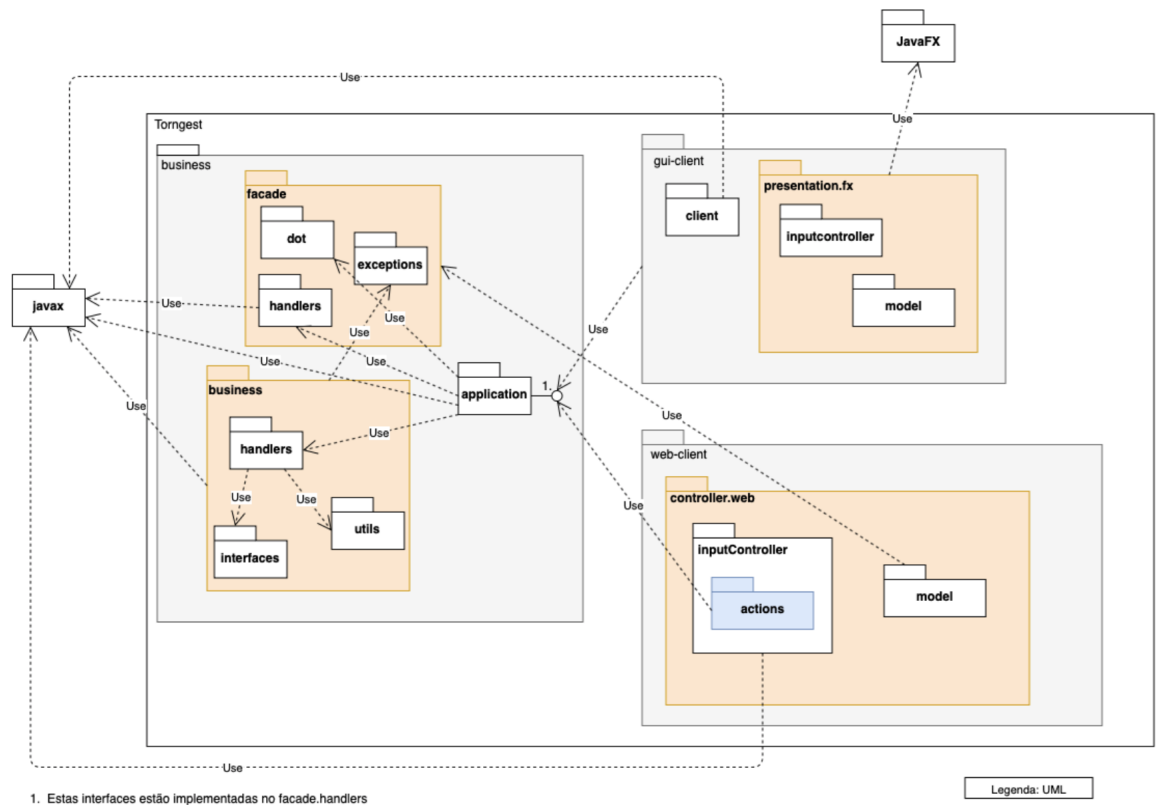 JavaFX
Use
Use
Torngest
business
gui-client
facade
presentation.fx
client
dot
inputcontroller
exceptions
javax
handlers
model
Use
Use
Use
Use
Use
Use
business
application
1.
Use
Use
Use
handlers
web-client
controller.web
Use
Use
Use
utils
inputController
interfaces
model
actions
Use
Legenda: UML
1. Estas interfaces estão implementadas no facade.handlers